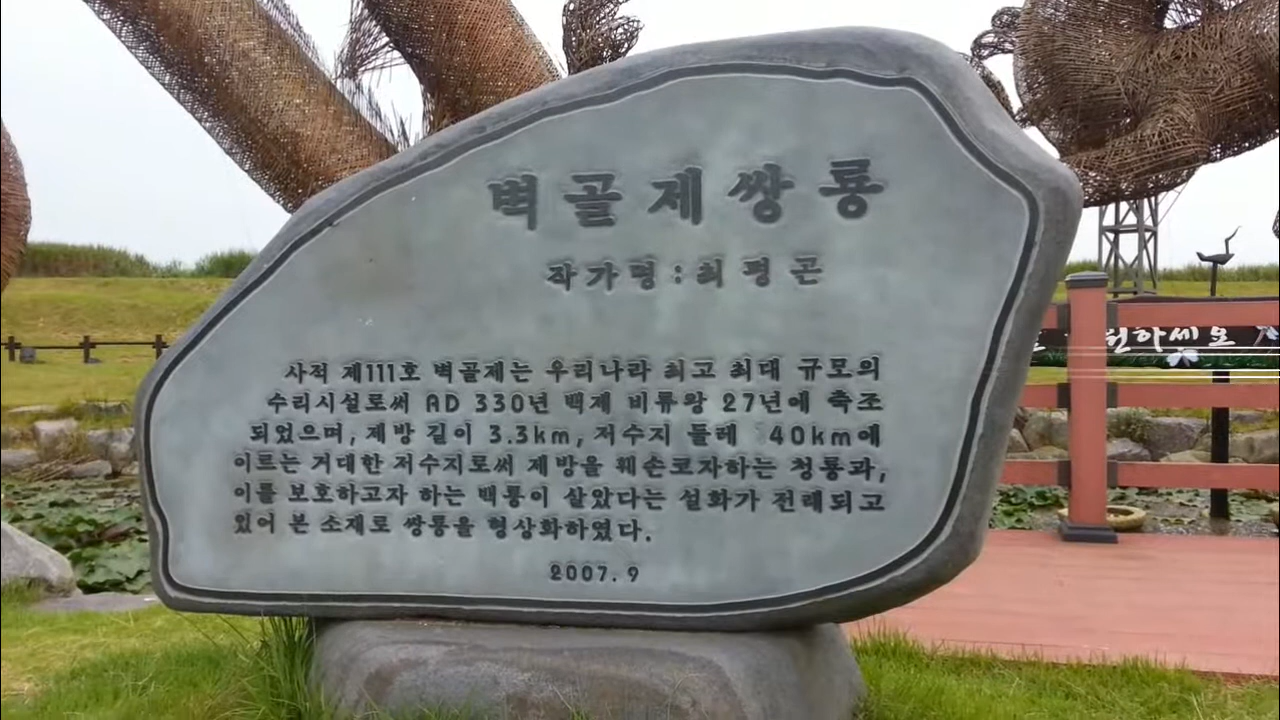 벽골제쌍룡
작가명:최평곤
사적 제111호 벽골제는 우리나라 최고 최대 규모의
수리시설로써 AD 330년 백제 비류왕 27년에 축조
되었으며, 제방 길이 3.3km, 저수지 둘레 40km에
이르는 거대한 저수지로써 제방을 훼손코자하는 청룡과,
이를 보호하고자 하는 백룡이 살았다는 설화가 전래되고
있어 본 소재로 쌍룡을 형상화하였다.
2007. 9